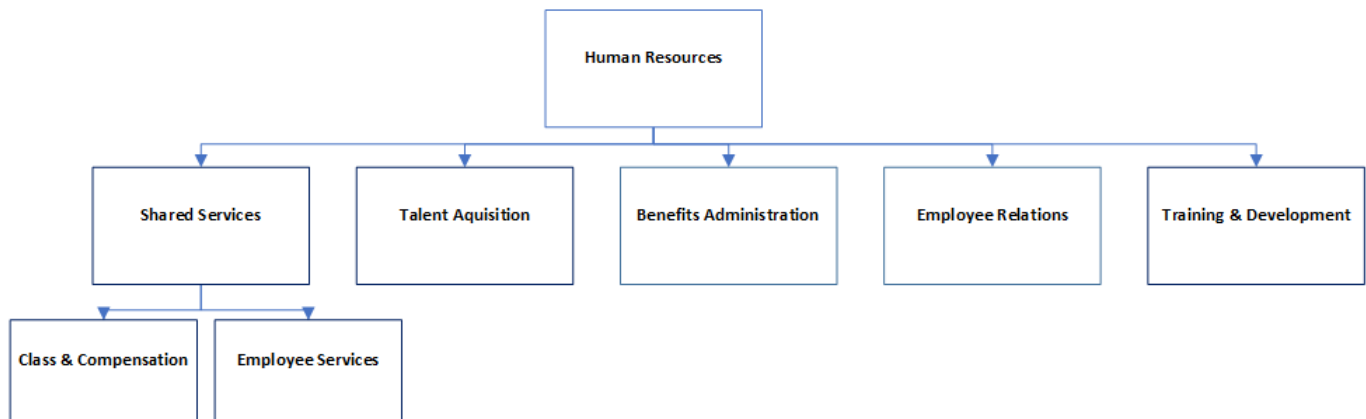 Human Resources
Shared Services
Talent Aquisition
Benefits Administration
Employee Relations
Training & Development
Class & Compensation
Employee Services